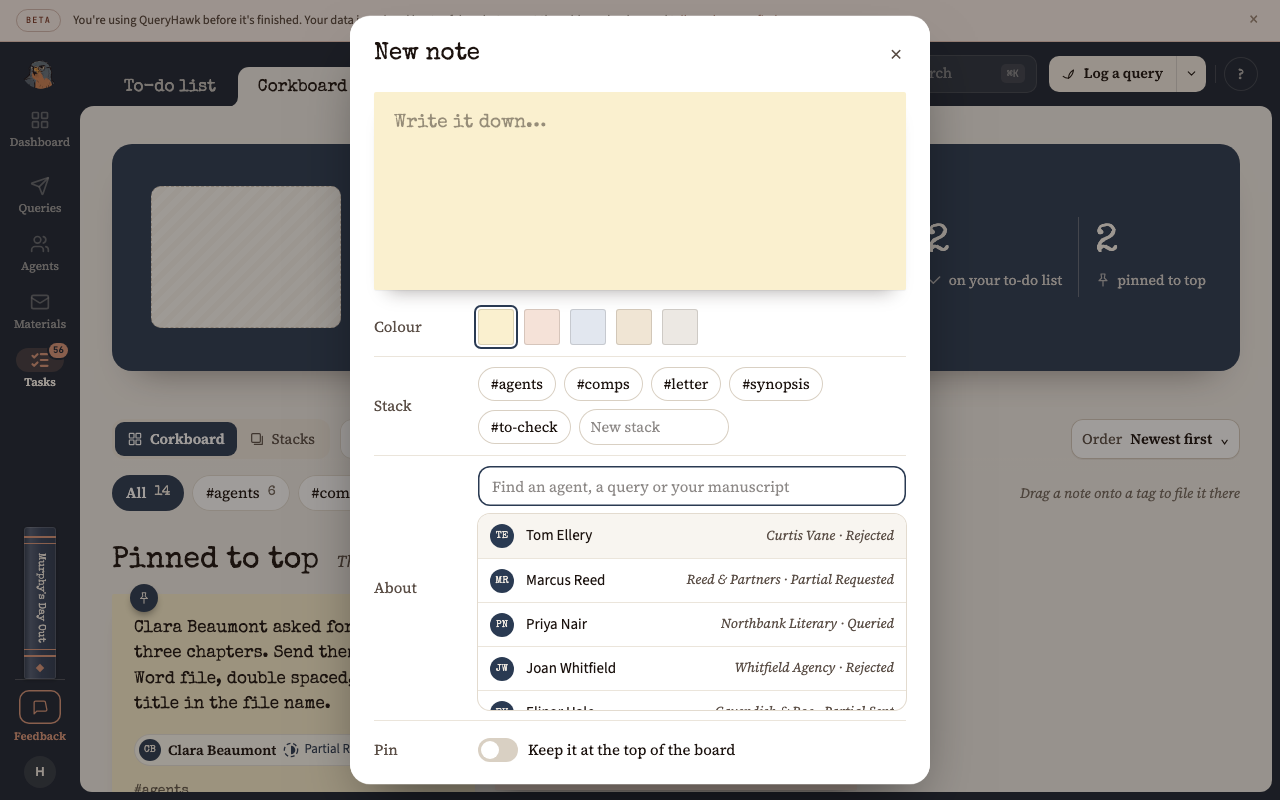 BETA
You're using QueryHawk before it's finished. Your data
New note
To-do list
Corkboard
rch
⌘K
Log a query
?
Write it down...
Dashboard
Queries
Agents
Materials
56
Tasks
2
on your to-do list
2
pinned to top
Colour
Stack
#agents
#comps
#letter
#synopsis
#to-check
New stack
Corkboard
Stacks
Order Newest first
All 14
#agents 6
#com
Drag a note onto a tag to file it there
About
Find an agent, a query or your manuscript
TE Tom Ellery Curtis Vane · Rejected
MR Marcus Reed Reed & Partners · Partial Requested
PN Priya Nair Northbank Literary · Queried
JW Joan Whitfield Whitfield Agency · Rejected
Pinned to top
Clara Beaumont asked for
three chapters. Send the
Word file, double spaced,
title in the file name.
CB Clara Beaumont Partial R
#agents
Murphy's Day Out
Feedback
H
Pin
Keep it at the top of the board